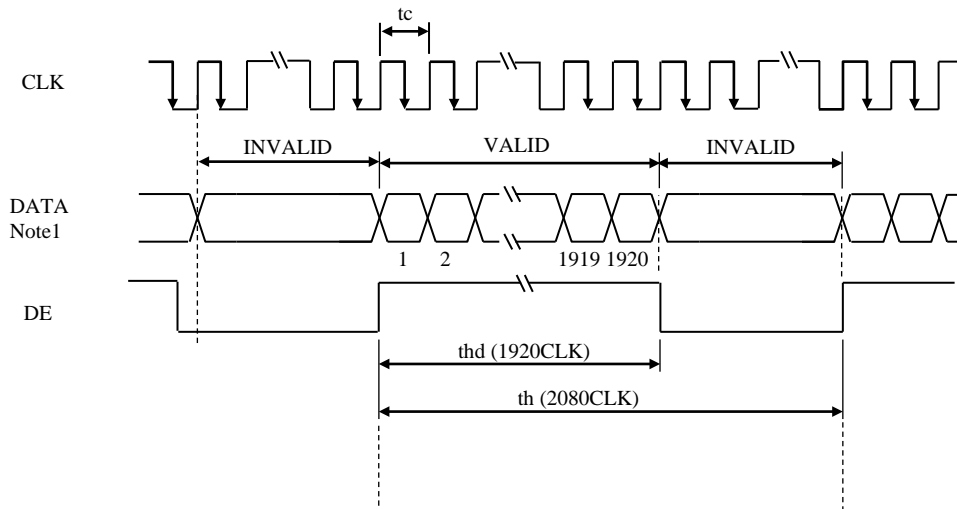 tc
CLK
INVALID VALID INVALID
DATA
Note1
1 2 1919 1920
DE
thd (1920CLK)
th (2080CLK)